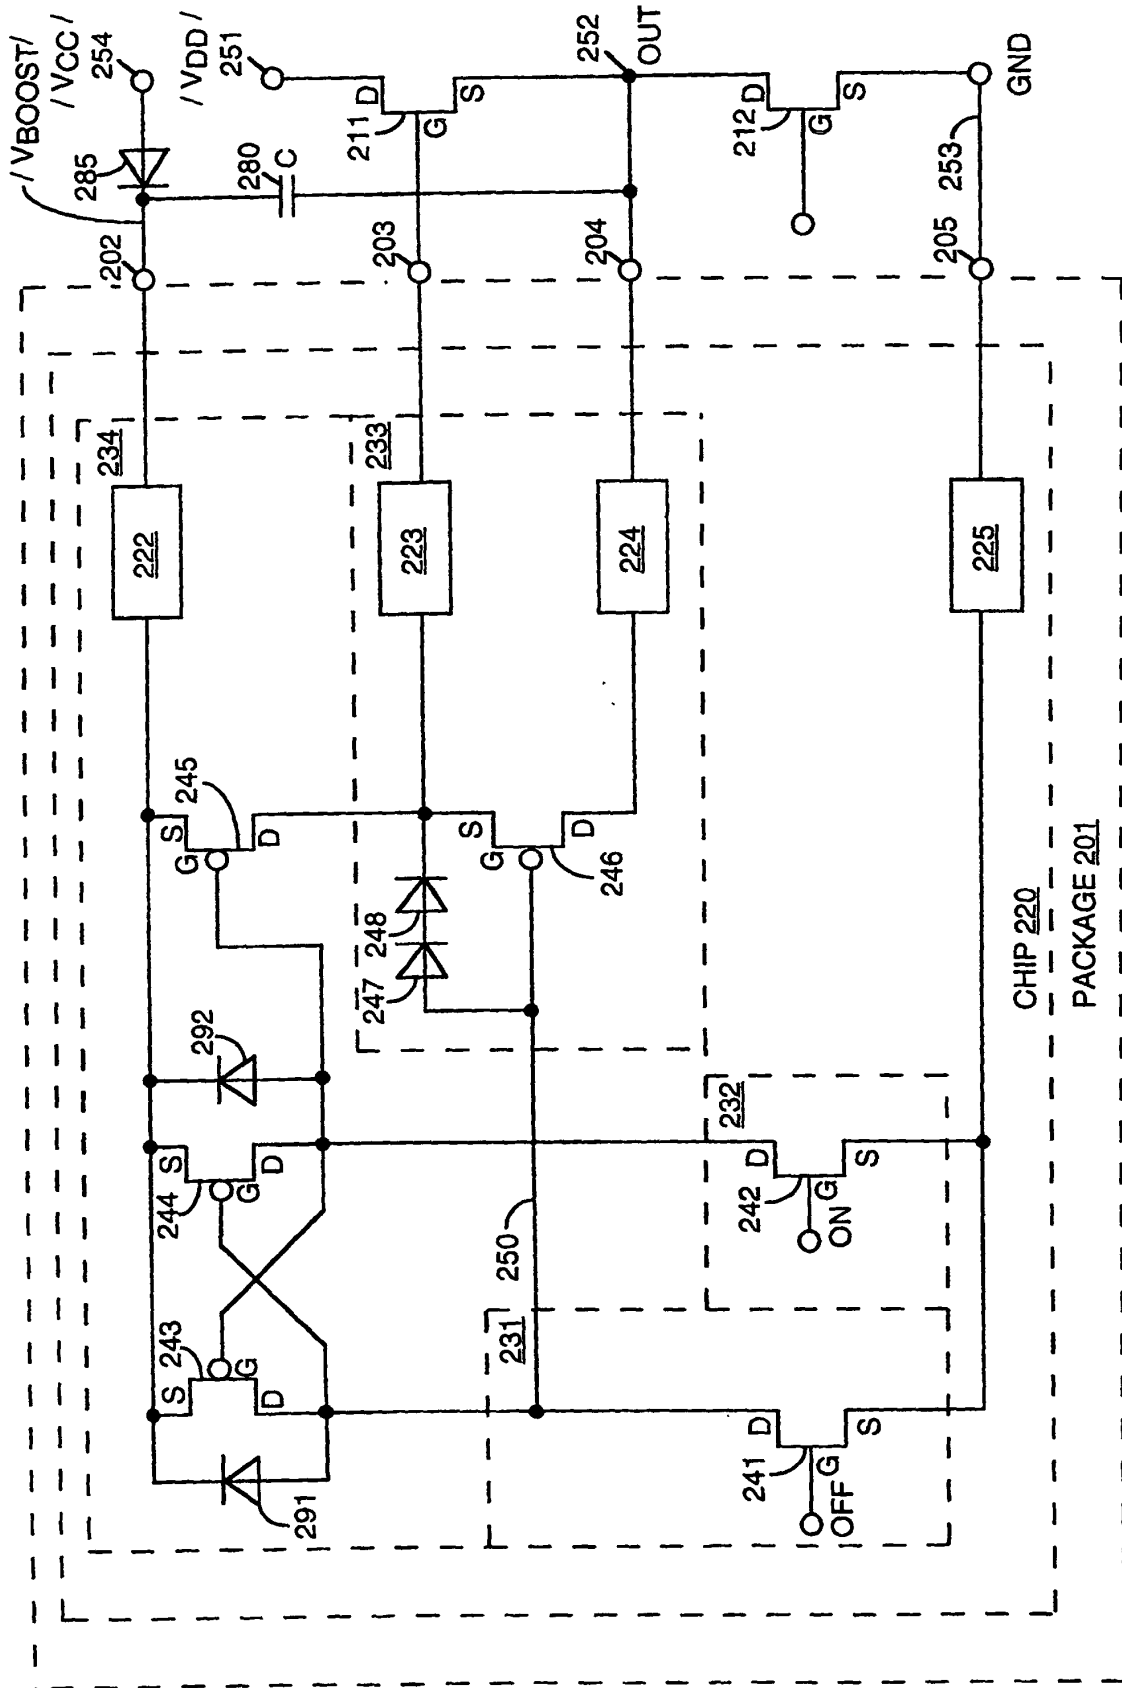 /VBOOST/
/VCC/
254
/VDD/
251
285
280
C
202
D
211
G
S
252
OUT
203
204
D
212
G
S
253
205
GND
234
222
233
223
224
225
S
G
245
D
S
G
246
D
248
247
292
S
244
G
D
250
232
D
242
G
S
ON
S
243
G
D
291
231
D
241
G
S
OFF
CHIP 220
PACKAGE 201